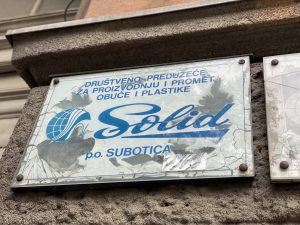 DRUŠTVENO PREDUZEĆE
ZA PROIZVODNJU I PROMET
OBUĆE I PLASTIKE
Solid
p.o. SUBOTICA